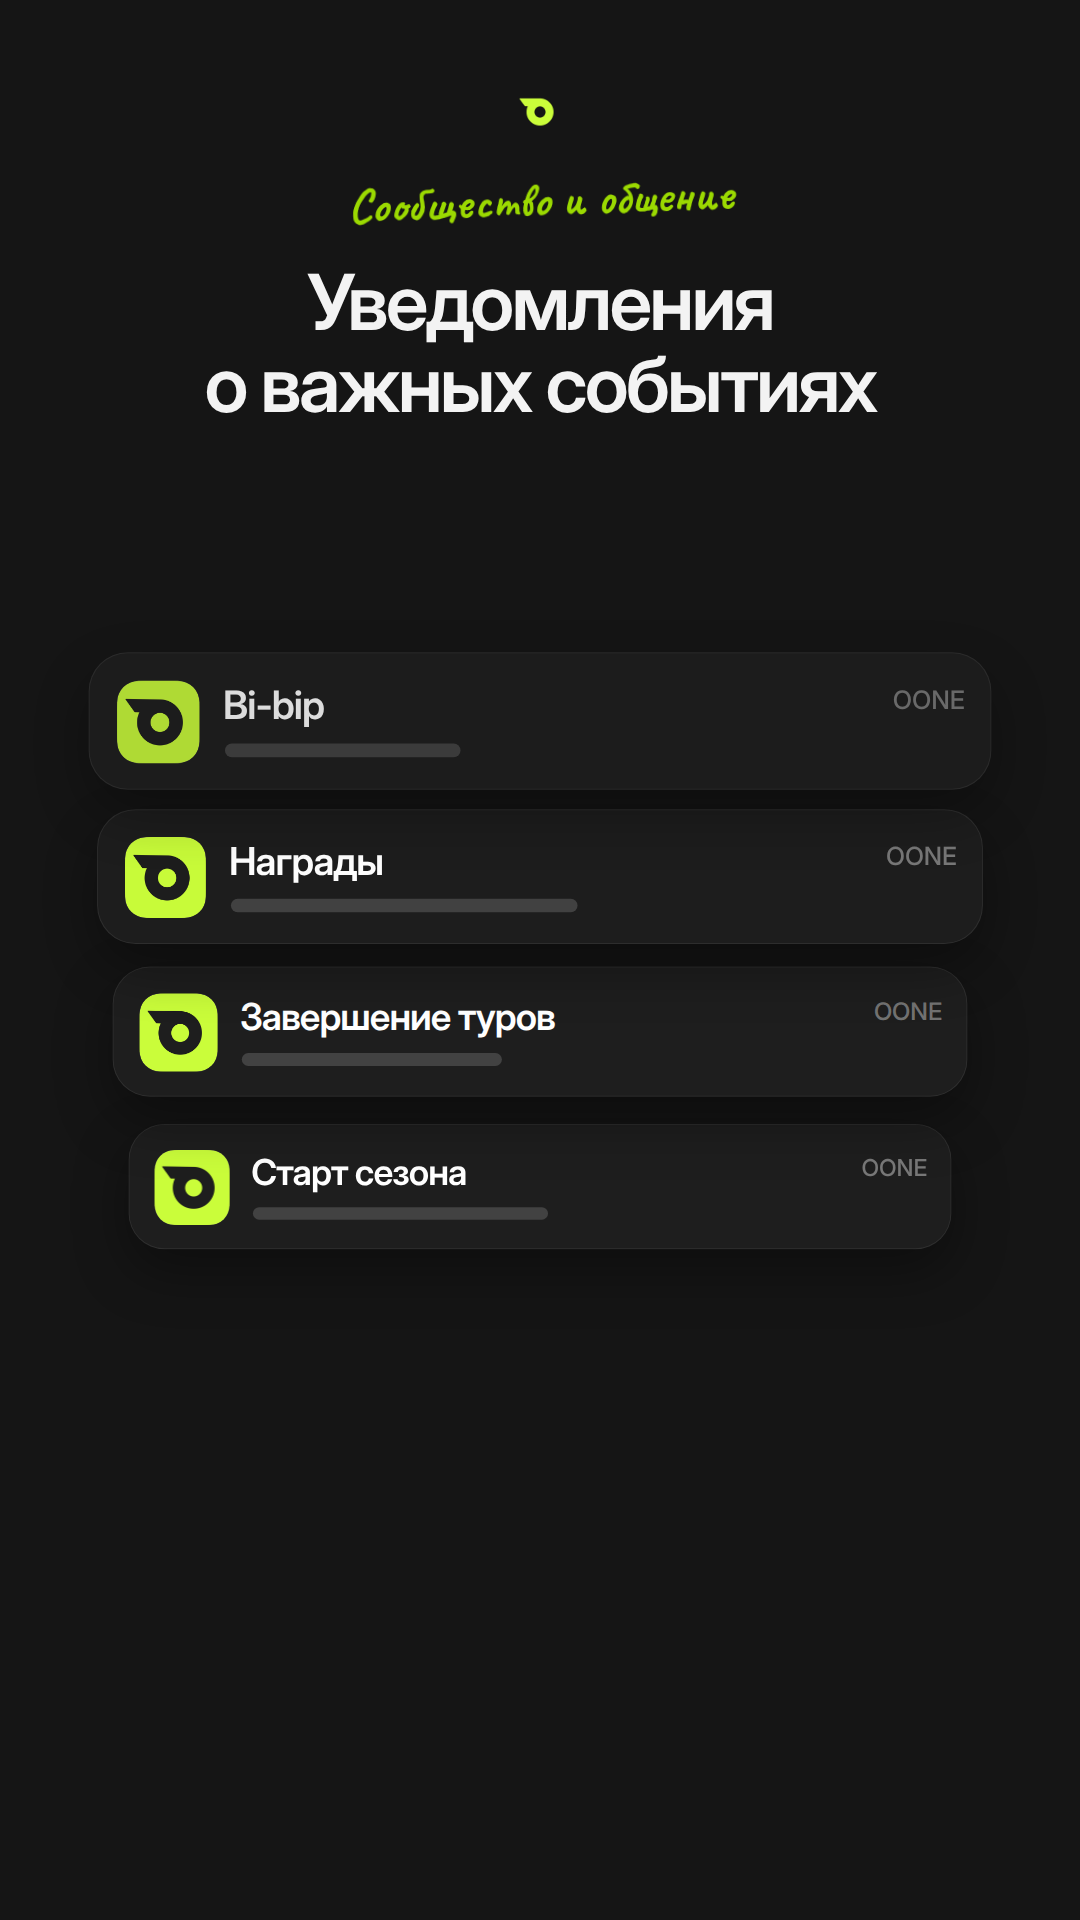 Сообщество и общение
Уведомления
о важных событиях
Bi-bip
OONE
Награды
OONE
Завершение туров
OONE
Старт сезона
OONE